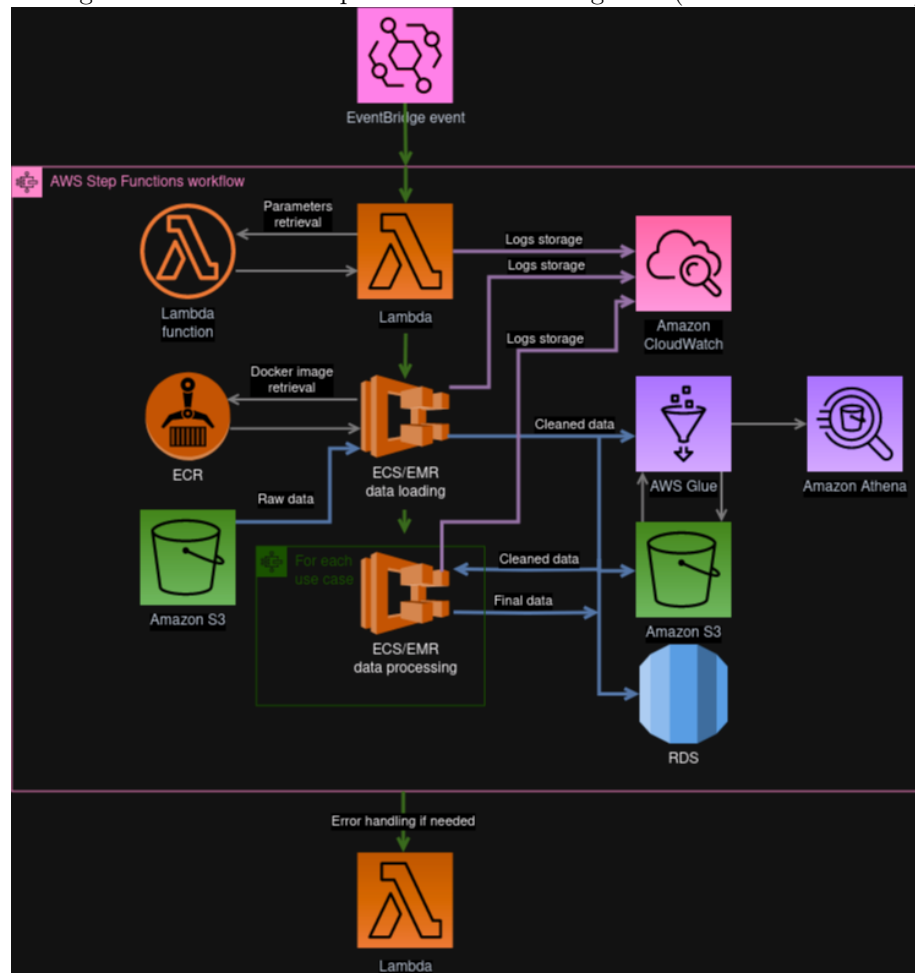 EventBridge event
AWS Step Functions workflow
Parameters
retrieval
Logs storage
Logs storage
Lambda
function
Lambda
Amazon
CloudWatch
Logs storage
Docker image
retrieval
Cleaned data
ECR
ECS/EMR
data loading
AWS Glue
Amazon Athena
Raw data
For each
use case
Cleaned data
Final data
Amazon S3
Amazon S3
ECS/EMR
data processing
RDS
Error handling if needed
Lambda